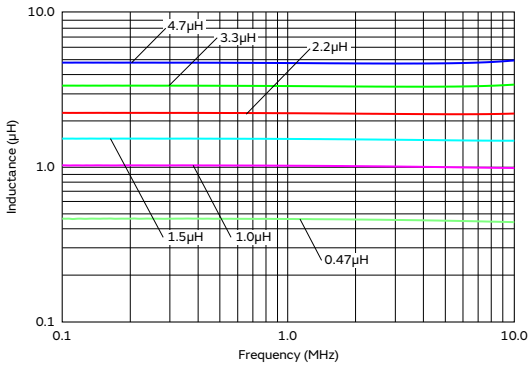 10.0
4.7μH
3.3μH
2.2μH
Inductance (μH)
1.0
1.5μH
1.0μH
0.47μH
0.1
0.1
1.0
10.0
Frequency (MHz)